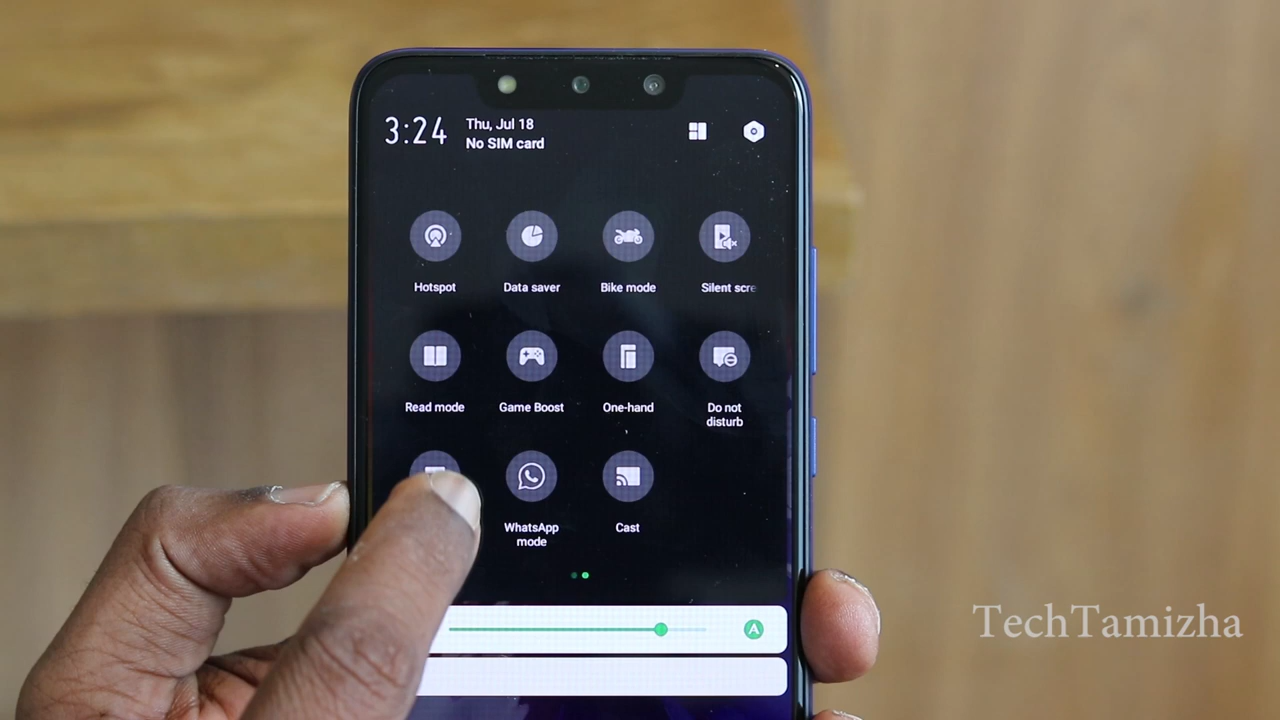 3:24
Thu, Jul 18
No SIM card
Hotspot
Data saver
Bike mode
Silent scre
Read mode
Game Boost
One-hand
Do not
disturb
WhatsApp
mode
Cast
A
TechTamizha